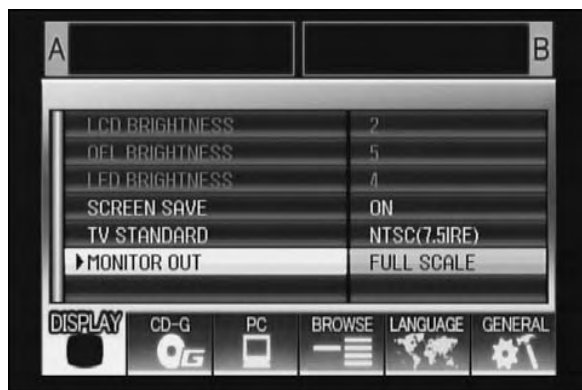 A B
LCD BRIGHTNESS 2
OEL BRIGHTNESS 5
LED BRIGHTNESS 4
SCREEN SAVE ON
TV STANDARD NTSC(7.5IRE)
MONITOR OUT FULL SCALE
DISPLAY CD-G PC BROWSE LANGUAGE GENERAL
G